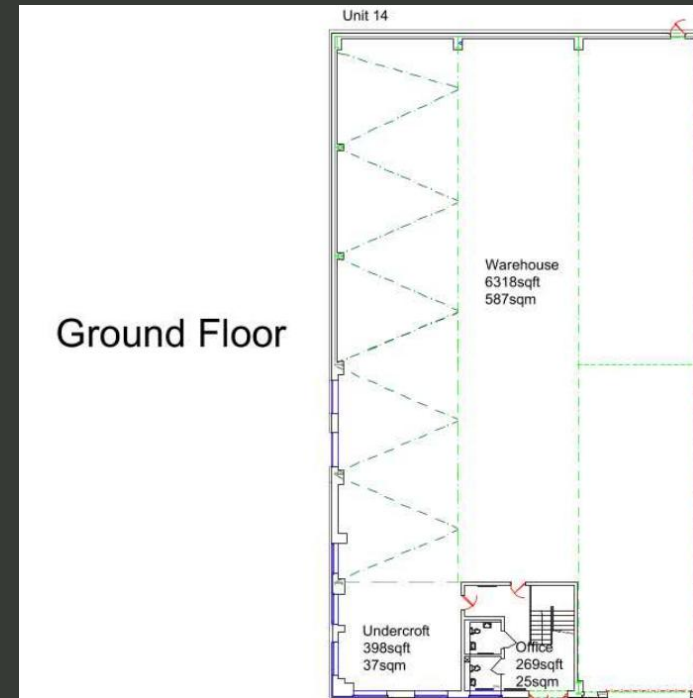 Unit 14
Ground Floor
Warehouse
6318sqft
587sqm
Undercroft
398sqft
37sqm
Office
269sqft
25sqm